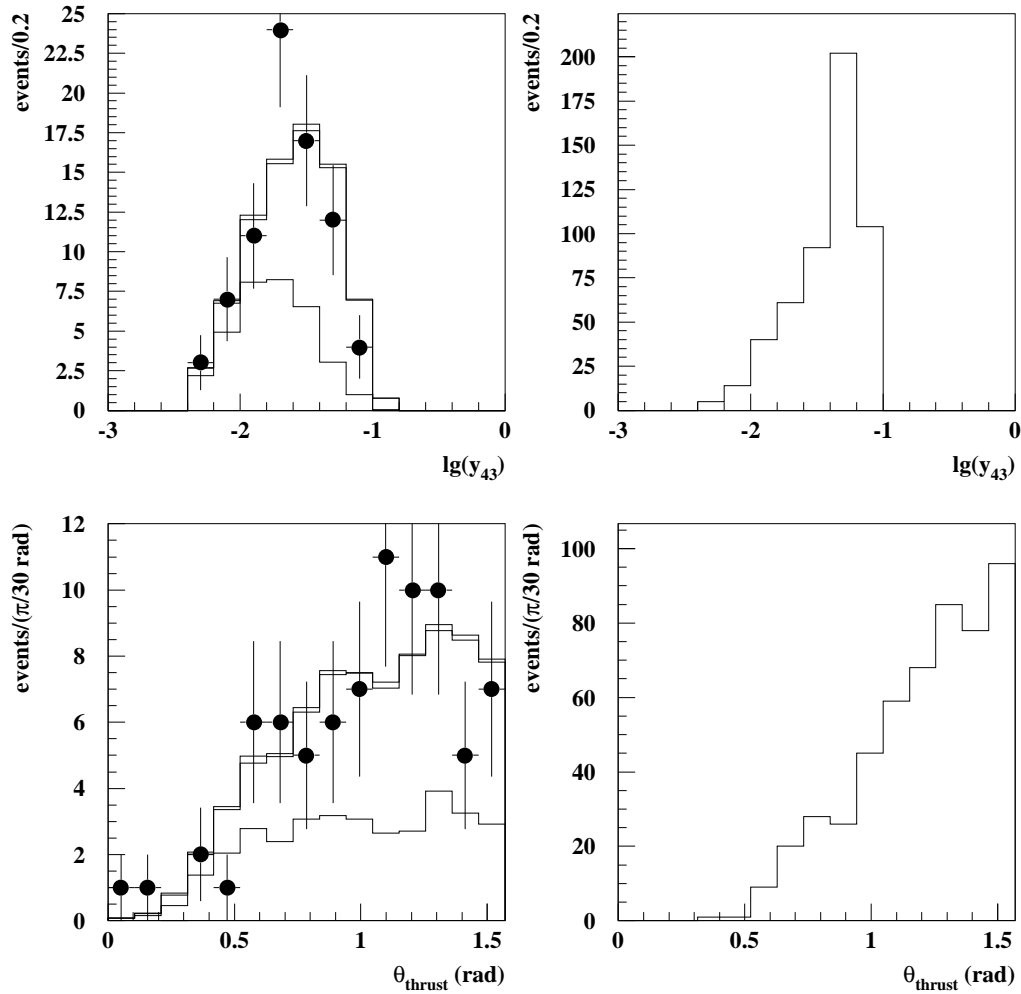 events/0.2
25
22.5
20
17.5
15
12.5
10
7.5
5
2.5
0
-3 -2 -1 0
lg(y43)
events/0.2
200
175
150
125
100
75
50
25
0
-3 -2 -1 0
lg(y43)
events/(π/30 rad)
12
10
8
6
4
2
0
0 0.5 1 1.5
θthrust (rad)
events/(π/30 rad)
100
80
60
40
20
0
0 0.5 1 1.5
θthrust (rad)